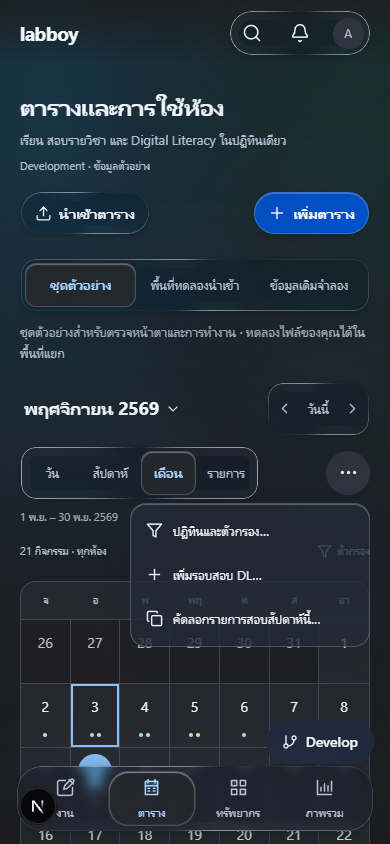 labboy
A
ตารางและการใช้ห้อง
เรียน สอบรายวิชา และ Digital Literacy ในปฏิทินเดียว
Development · ข้อมูลตัวอย่าง
นำเข้าตาราง
เพิ่มตาราง
ชุดตัวอย่าง พื้นที่ทดลองนำเข้า ข้อมูลเดิมจำลอง
ชุดตัวอย่างสำหรับตรวจหน้าตาและการทำงาน · ทดลองไฟล์ของคุณได้ใน
พื้นที่แยก
พฤศจิกายน 2569 วันนี้
วัน สัปดาห์ เดือน รายการ
1 พ.ย. – 30 พ.ย. 2569
ปฏิทินและตัวกรอง...
21 กิจกรรม · ทุกห้อง ตัวกรอง
เพิ่มรอบสอบ DL...
จ อ พ พฤ ศ ส อา
คัดลอกรายการสอบสัปดาห์นี้...
26 27 28 29 30 31 1
2 3 4 5 6 7 8
Develop
N
งาน ตาราง ทรัพยากร ภาพรวม
16 17 18 19 20 21 22